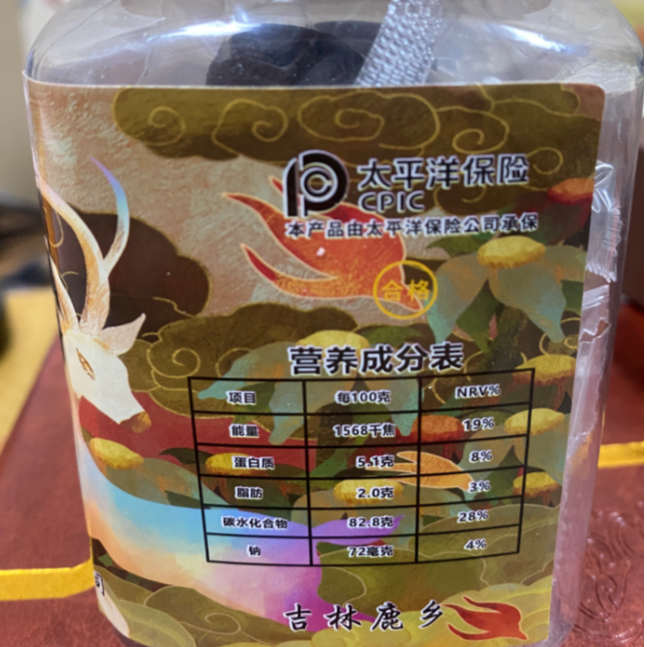 太平洋保险
CPIC
本产品由太平洋保险公司承保
合格
营养成分表
项目 每100克 NRV%
能量 1568千焦 19%
蛋白质 5.1克 8%
脂肪 2.0克 3%
碳水化合物 82.8克 28%
钠 72毫克 4%
司
吉林鹿乡